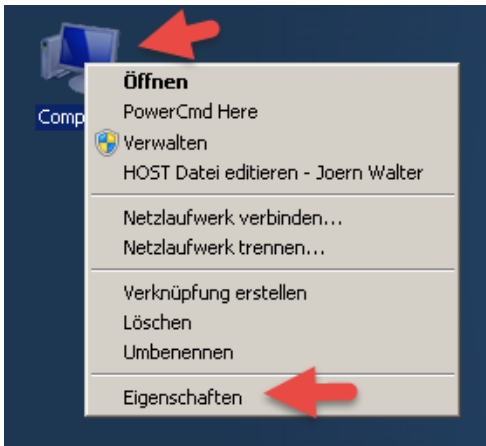 Comp
Öffnen
PowerCmd Here
Verwalten
HOST Datei editieren - Joern Walter
Netzlaufwerk verbinden...
Netzlaufwerk trennen...
Verknüpfung erstellen
Löschen
Umbenennen
Eigenschaften